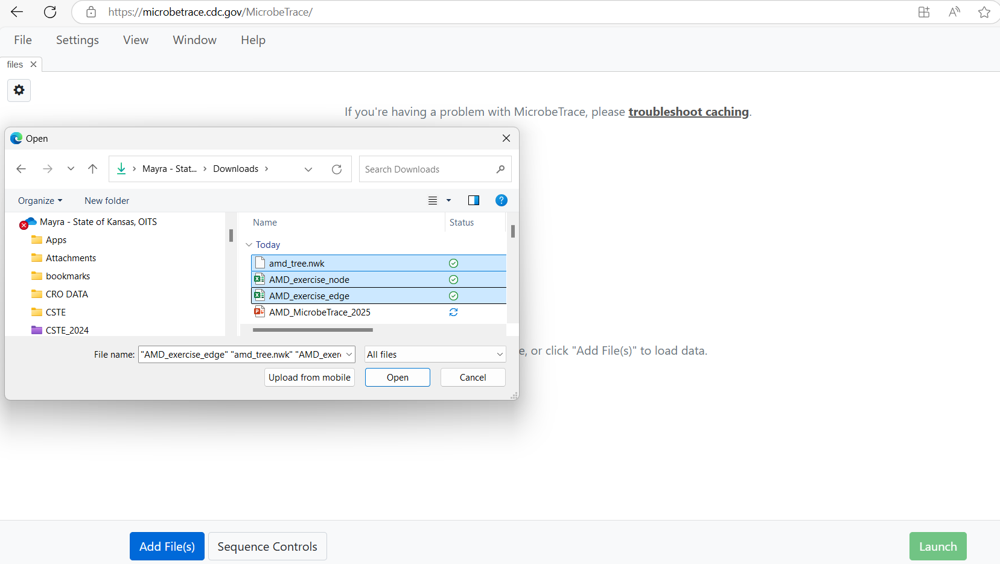 https://microbetrace.cdc.gov/MicrobeTrace/
File Settings View Window Help
files
If you're having a problem with MicrobeTrace, please troubleshoot caching.
Open
Mayra - Stat... Downloads
Search Downloads
Organize New folder
Mayra - State of Kansas, OITS
Apps
Attachments
bookmarks
CRO DATA
CSTE
CSTE_2024
Name Status
Today
amd_tree.nwk
AMD_exercise_node
AMD_exercise_edge
AMD_MicrobeTrace_2025
File name: "AMD_exercise_edge" "amd_tree.nwk" "AMD_exer All files
e, or click "Add File(s)" to load data.
Upload from mobile Open Cancel
Add File(s) Sequence Controls Launch